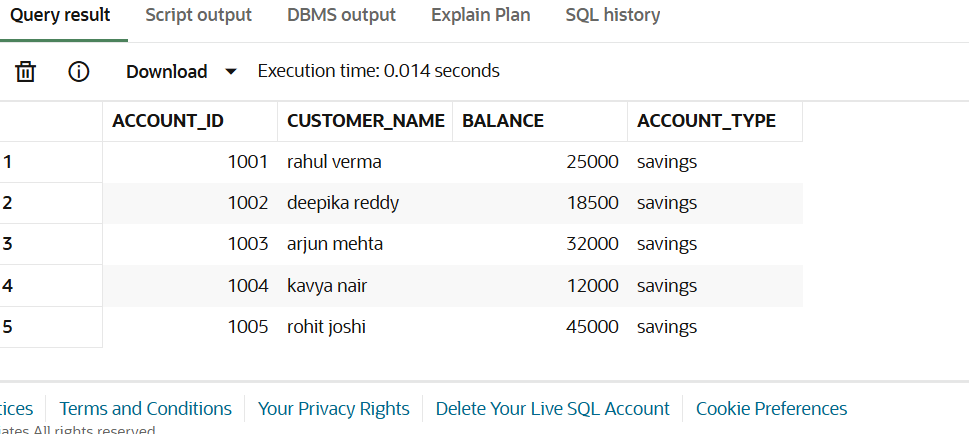 Query result Script output DBMS output Explain Plan SQL history
Download Execution time: 0.014 seconds
ACCOUNT_ID CUSTOMER_NAME BALANCE ACCOUNT_TYPE
1 1001 rahul verma 25000 savings
2 1002 deepika reddy 18500 savings
3 1003 arjun mehta 32000 savings
4 1004 kavya nair 12000 savings
5 1005 rohit joshi 45000 savings
Terms and Conditions Your Privacy Rights Delete Your Live SQL Account Cookie Preferences
All rights reserved